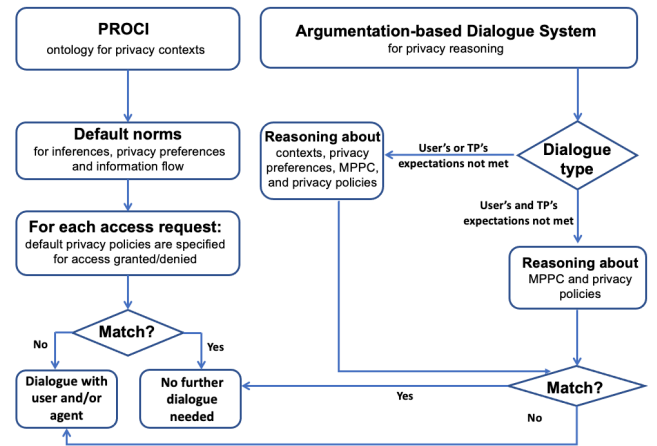 PROCI
ontology for privacy contexts
Argumentation-based Dialogue System
for privacy reasoning
Default norms
for inferences, privacy preferences
and information flow
Reasoning about
contexts, privacy
preferences, MPPC,
and privacy policies
User's or TP's
expectations not met
Dialogue
type
User's and TP's
expectations not met
For each access request:
default privacy policies are specified
for access granted/denied
Reasoning about
MPPC and privacy
policies
Match?
No
Yes
Dialogue with
user and/or
agent
No further
dialogue
needed
Yes
Match?
No